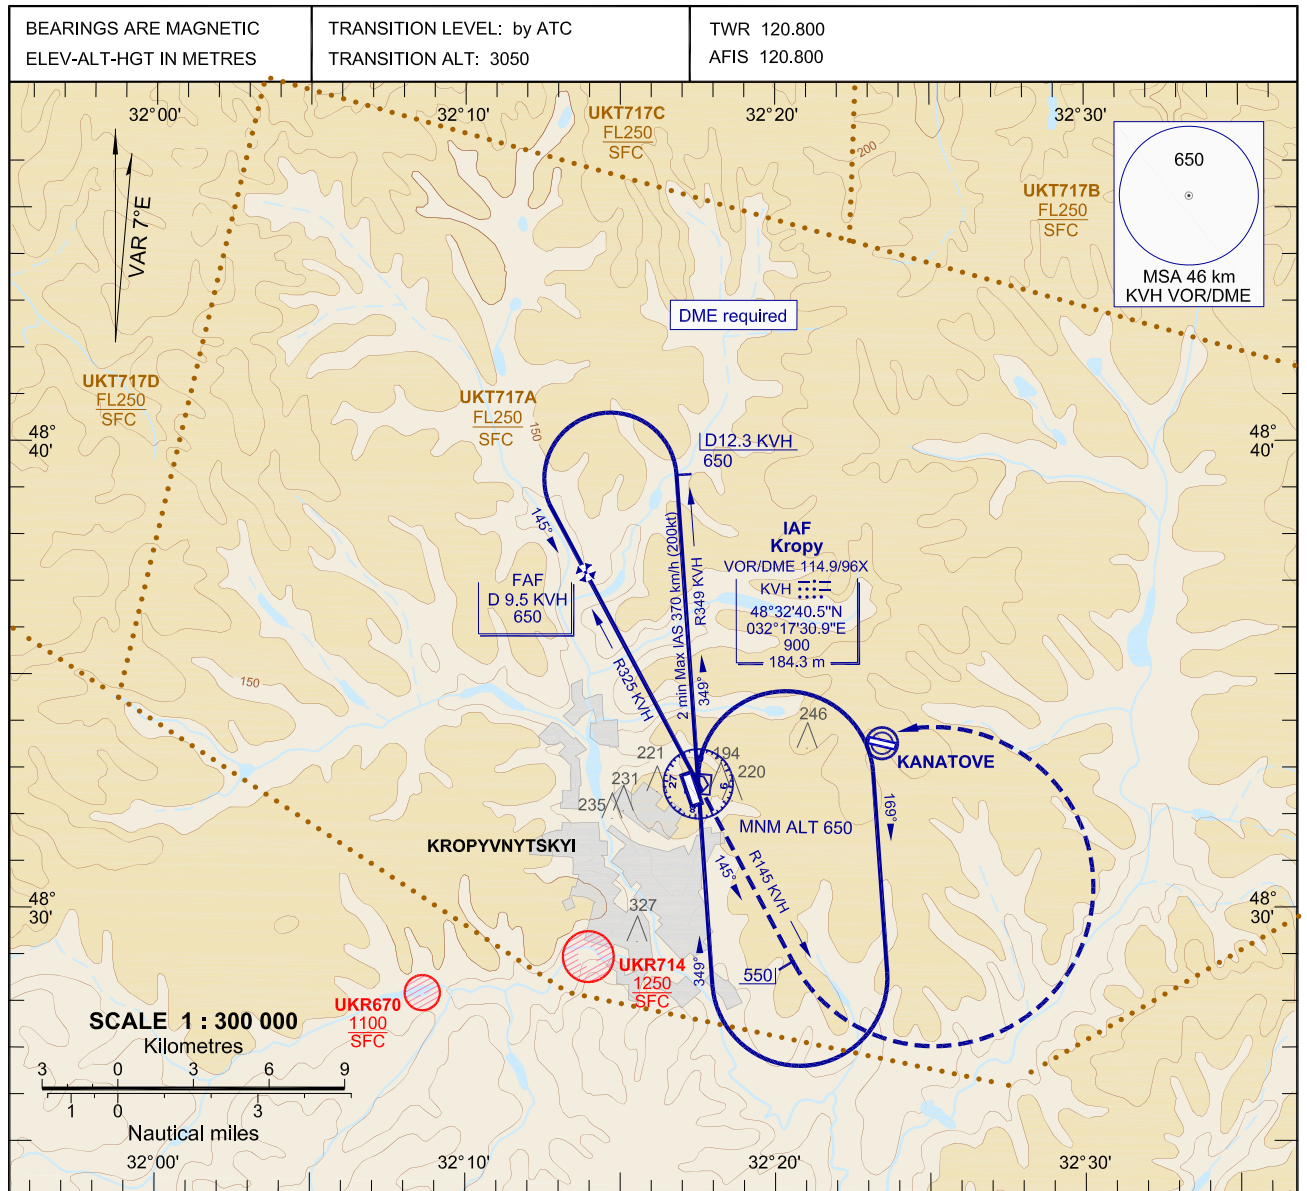 BEARINGS ARE MAGNETIC
ELEV-ALT-HGT IN METRES
TRANSITION LEVEL: by ATC
TRANSITION ALT: 3050
TWR 120.800
AFIS 120.800
32°00'
32°10'
32°20'
32°30'
UKT717C
FL250
SFC
200
UKT717B
FL250
SFC
650
MSA 46 km
KVH VOR/DME
VAR 7°E
DME required
UKT717D
FL250
SFC
UKT717A
FL250
SFC
150
48°
40'
48°
40'
D12.3 KVH
650
145°
FAF
D 9.5 KVH
650
2 min Max IAS 370 km/h (200kt)
R349 KVH
349°
R325 KVH
IAF
Kropy
VOR/DME 114.9/96X
KVH
48°32'40.5"N
032°17'30.9"E
900
184.3 m
150
246
KANATOVE
221
194
220
231
235
27
9
169°
MNM ALT 650
KROPYVNYTSKYI
145°
R145 KVH
48°
30'
48°
30'
327
349°
550
UKR714
1250
SFC
UKR670
1100
SFC
SCALE 1 : 300 000
Kilometres
3 0 3 6 9
1 0 3
Nautical miles
32°00'
32°10'
32°20'
32°30'